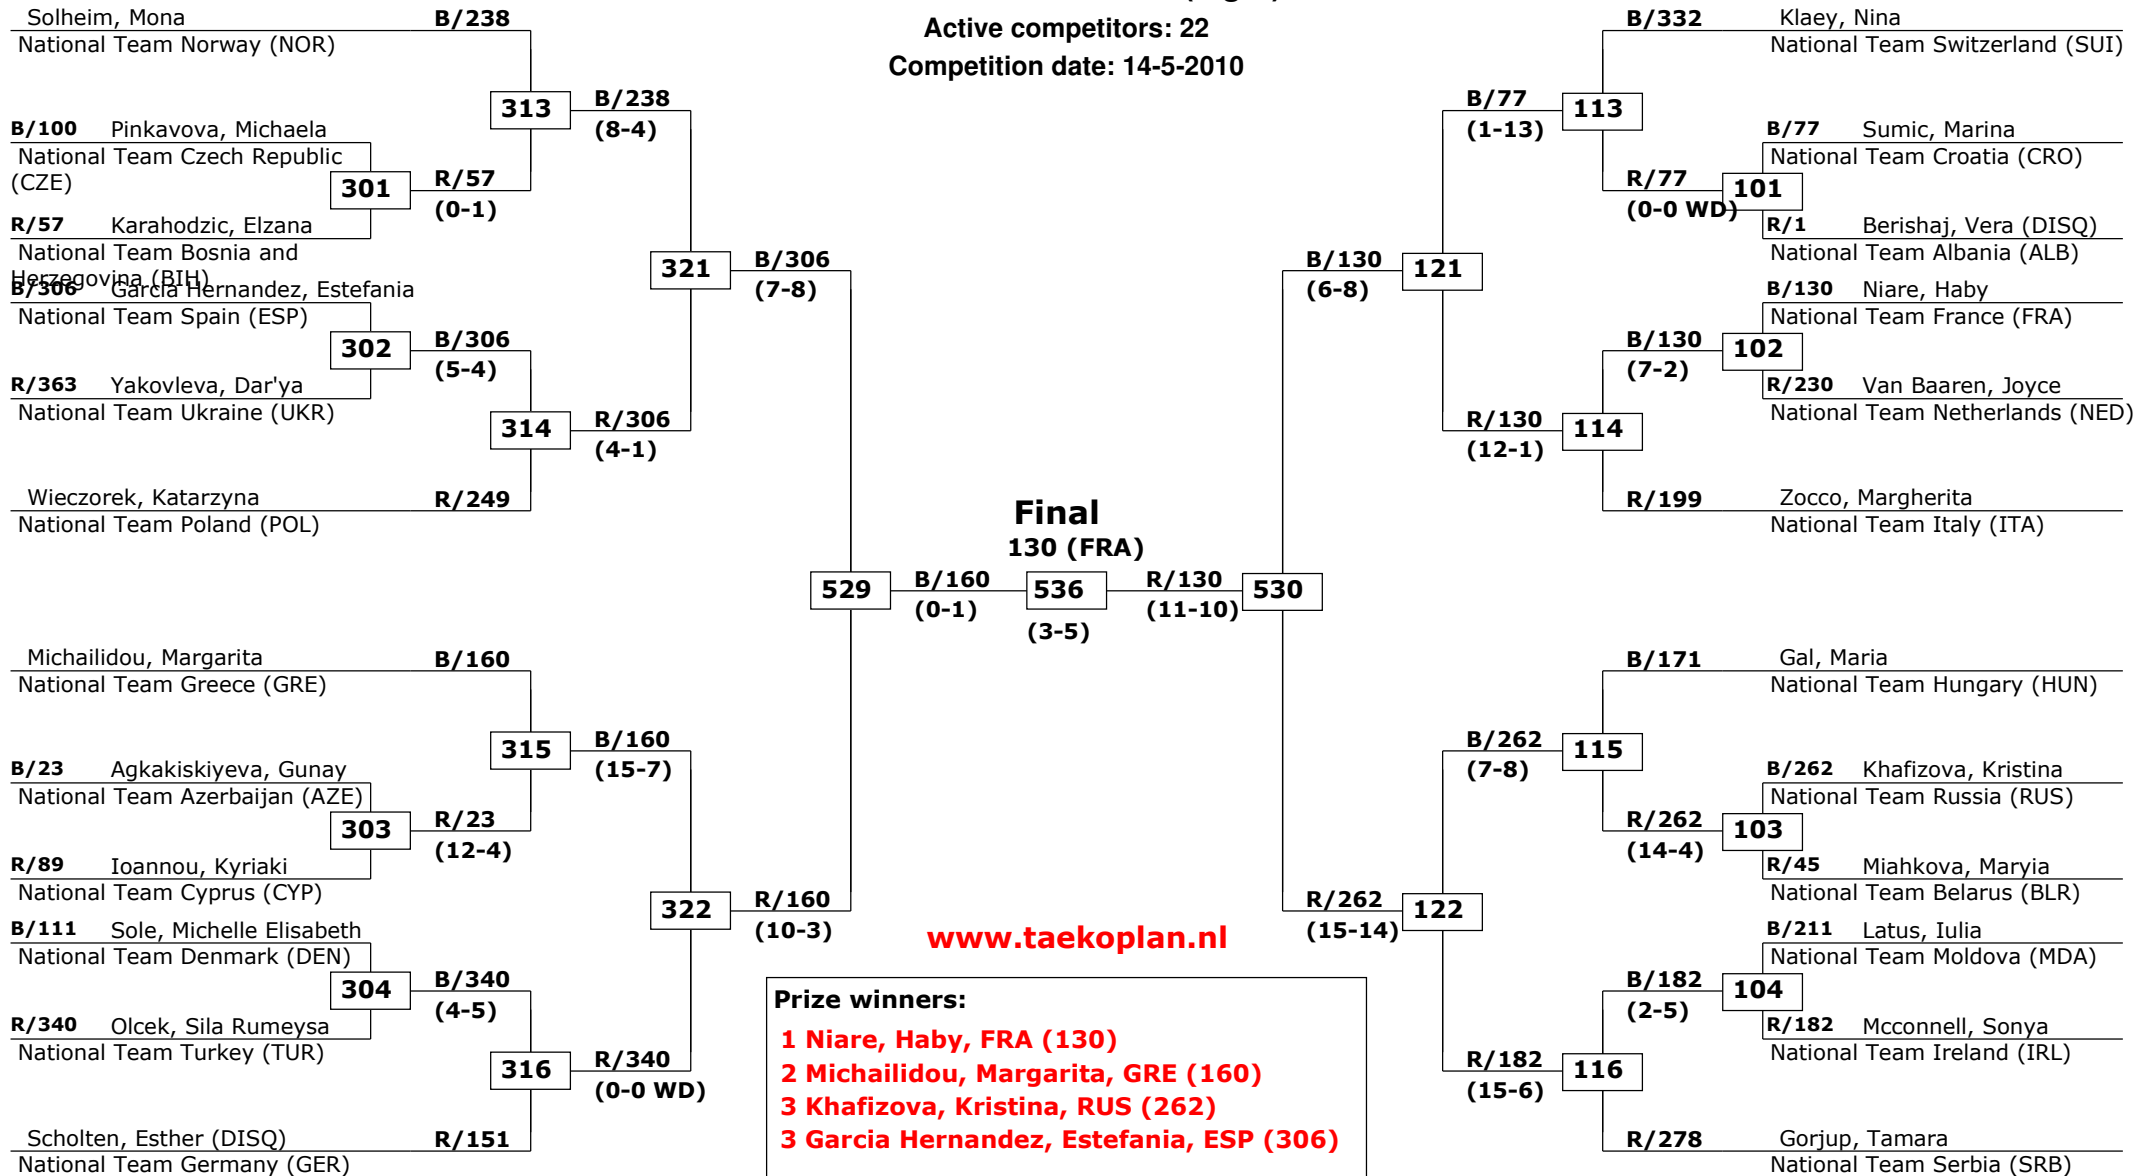 Active competitors: 22
Competition date: 14-5-2010
Solheim, Mona
B/238
National Team Norway (NOR)
313
B/238
(8-4)
B/100 Pinkavova, Michaela
National Team Czech Republic
(CZE)
301
R/57
(0-1)
R/57 Karahodzic, Elzana
National Team Bosnia and
Herzegovina (BIH)
B/306 Garcia Hernandez, Estefania
National Team Spain (ESP)
321
B/306
(7-8)
302
B/306
(5-4)
R/363 Yakovleva, Dar'ya
National Team Ukraine (UKR)
314
R/306
(4-1)
Wieczorek, Katarzyna
R/249
National Team Poland (POL)
529
B/160
(0-1)
Michailidou, Margarita
B/160
National Team Greece (GRE)
315
B/160
(15-7)
B/23 Agkakiskiyeva, Gunay
National Team Azerbaijan (AZE)
303
R/23
(12-4)
R/89 Ioannou, Kyriaki
National Team Cyprus (CYP)
322
R/160
(10-3)
B/111 Sole, Michelle Elisabeth
National Team Denmark (DEN)
304
B/340
(4-5)
R/340 Olcek, Sila Rumeysa
National Team Turkey (TUR)
316
R/340
(0-0 WD)
Scholten, Esther (DISQ)
R/151
National Team Germany (GER)
Final
130 (FRA)
536
(3-5)
R/130
(11-10)
530
B/332
Klaey, Nina
National Team Switzerland (SUI)
B/77
(1-13)
113
B/77 Sumic, Marina
National Team Croatia (CRO)
R/77
(0-0 WD)
101
R/1 Berishaj, Vera (DISQ)
National Team Albania (ALB)
B/130
(6-8)
121
B/130 Niare, Haby
National Team France (FRA)
B/130
(7-2)
102
R/230 Van Baaren, Joyce
National Team Netherlands (NED)
R/130
(12-1)
114
R/199
Zocco, Margherita
National Team Italy (ITA)
B/171
Gal, Maria
National Team Hungary (HUN)
B/262
(7-8)
115
B/262 Khafizova, Kristina
National Team Russia (RUS)
R/262
(14-4)
103
R/45 Miahkova, Maryia
National Team Belarus (BLR)
R/262
(15-14)
122
B/211 Latus, Iulia
National Team Moldova (MDA)
B/182
(2-5)
104
R/182 Mcconnell, Sonya
National Team Ireland (IRL)
R/182
(15-6)
116
R/278
Gorjup, Tamara
National Team Serbia (SRB)
www.taekoplan.nl
Prize winners:
1 Niare, Haby, FRA (130)
2 Michailidou, Margarita, GRE (160)
3 Khafizova, Kristina, RUS (262)
3 Garcia Hernandez, Estefania, ESP (306)